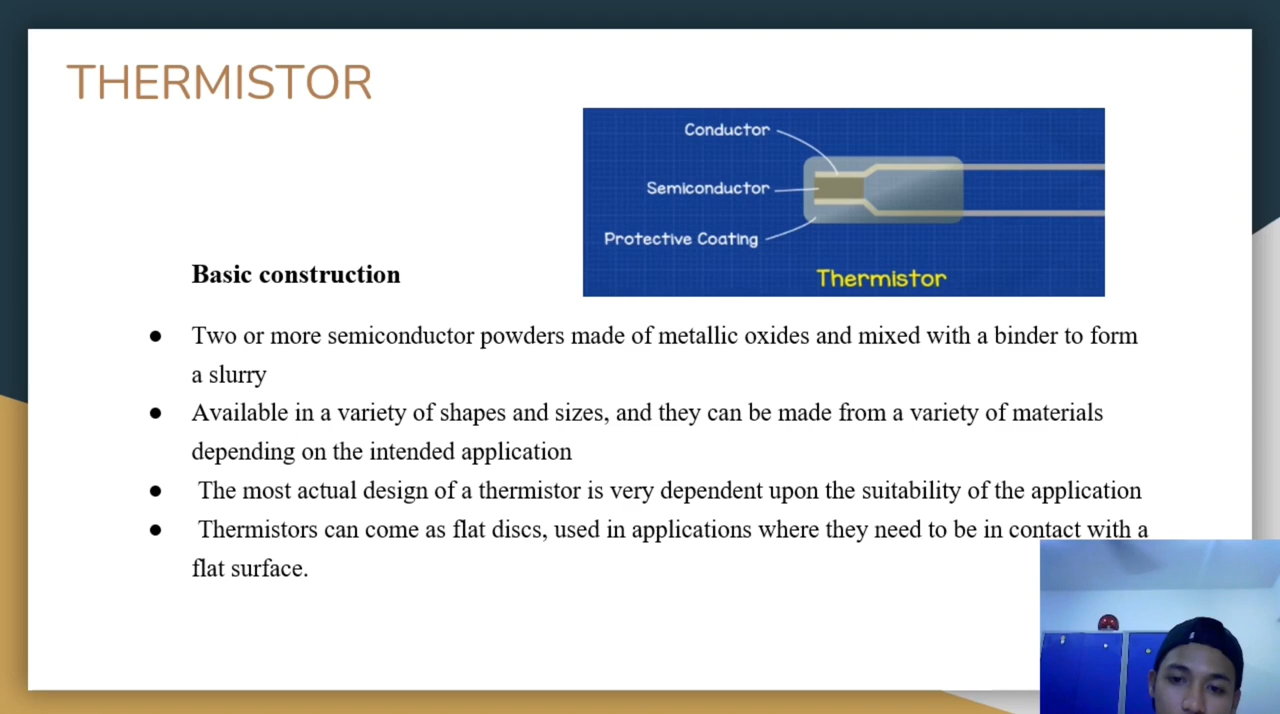 THERMISTOR
Conductor
Semiconductor
Protective Coating
Thermistor
Basic construction
● Two or more semiconductor powders made of metallic oxides and mixed with a binder to form
a slurry
● Available in a variety of shapes and sizes, and they can be made from a variety of materials
depending on the intended application
● The most actual design of a thermistor is very dependent upon the suitability of the application
● Thermistors can come as flat discs, used in applications where they need to be in contact with a
flat surface.